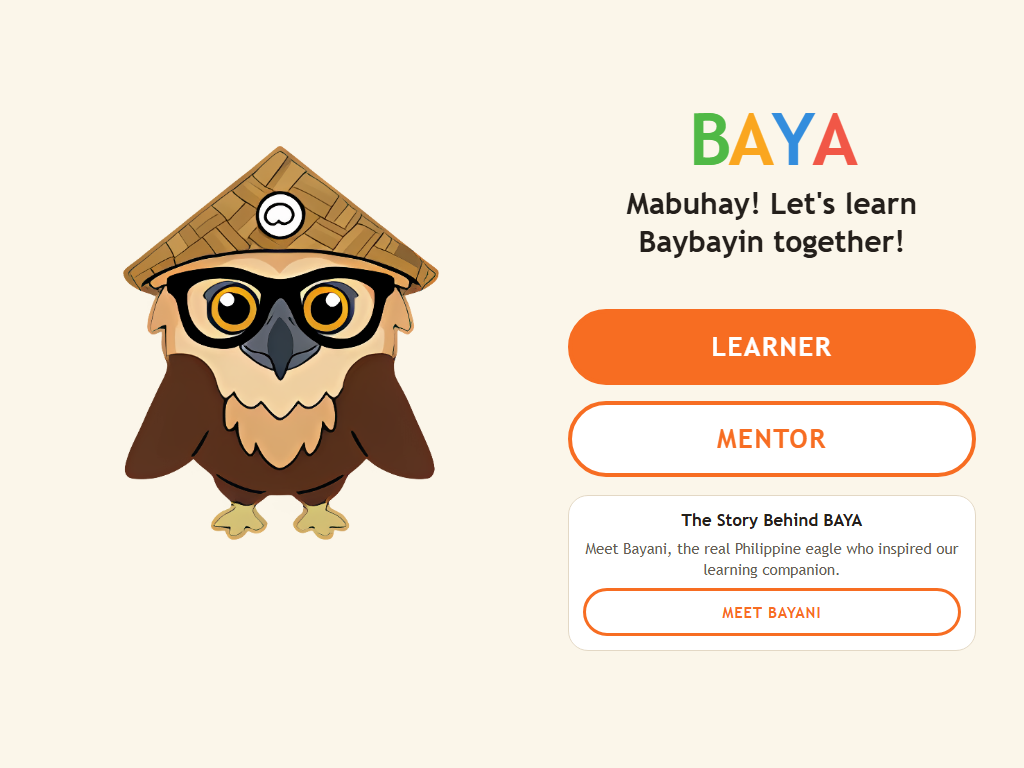 ᜊ
BAYA
Mabuhay! Let's learn
Baybayin together!
LEARNER
MENTOR
The Story Behind BAYA
Meet Bayani, the real Philippine eagle who inspired our
learning companion.
MEET BAYANI